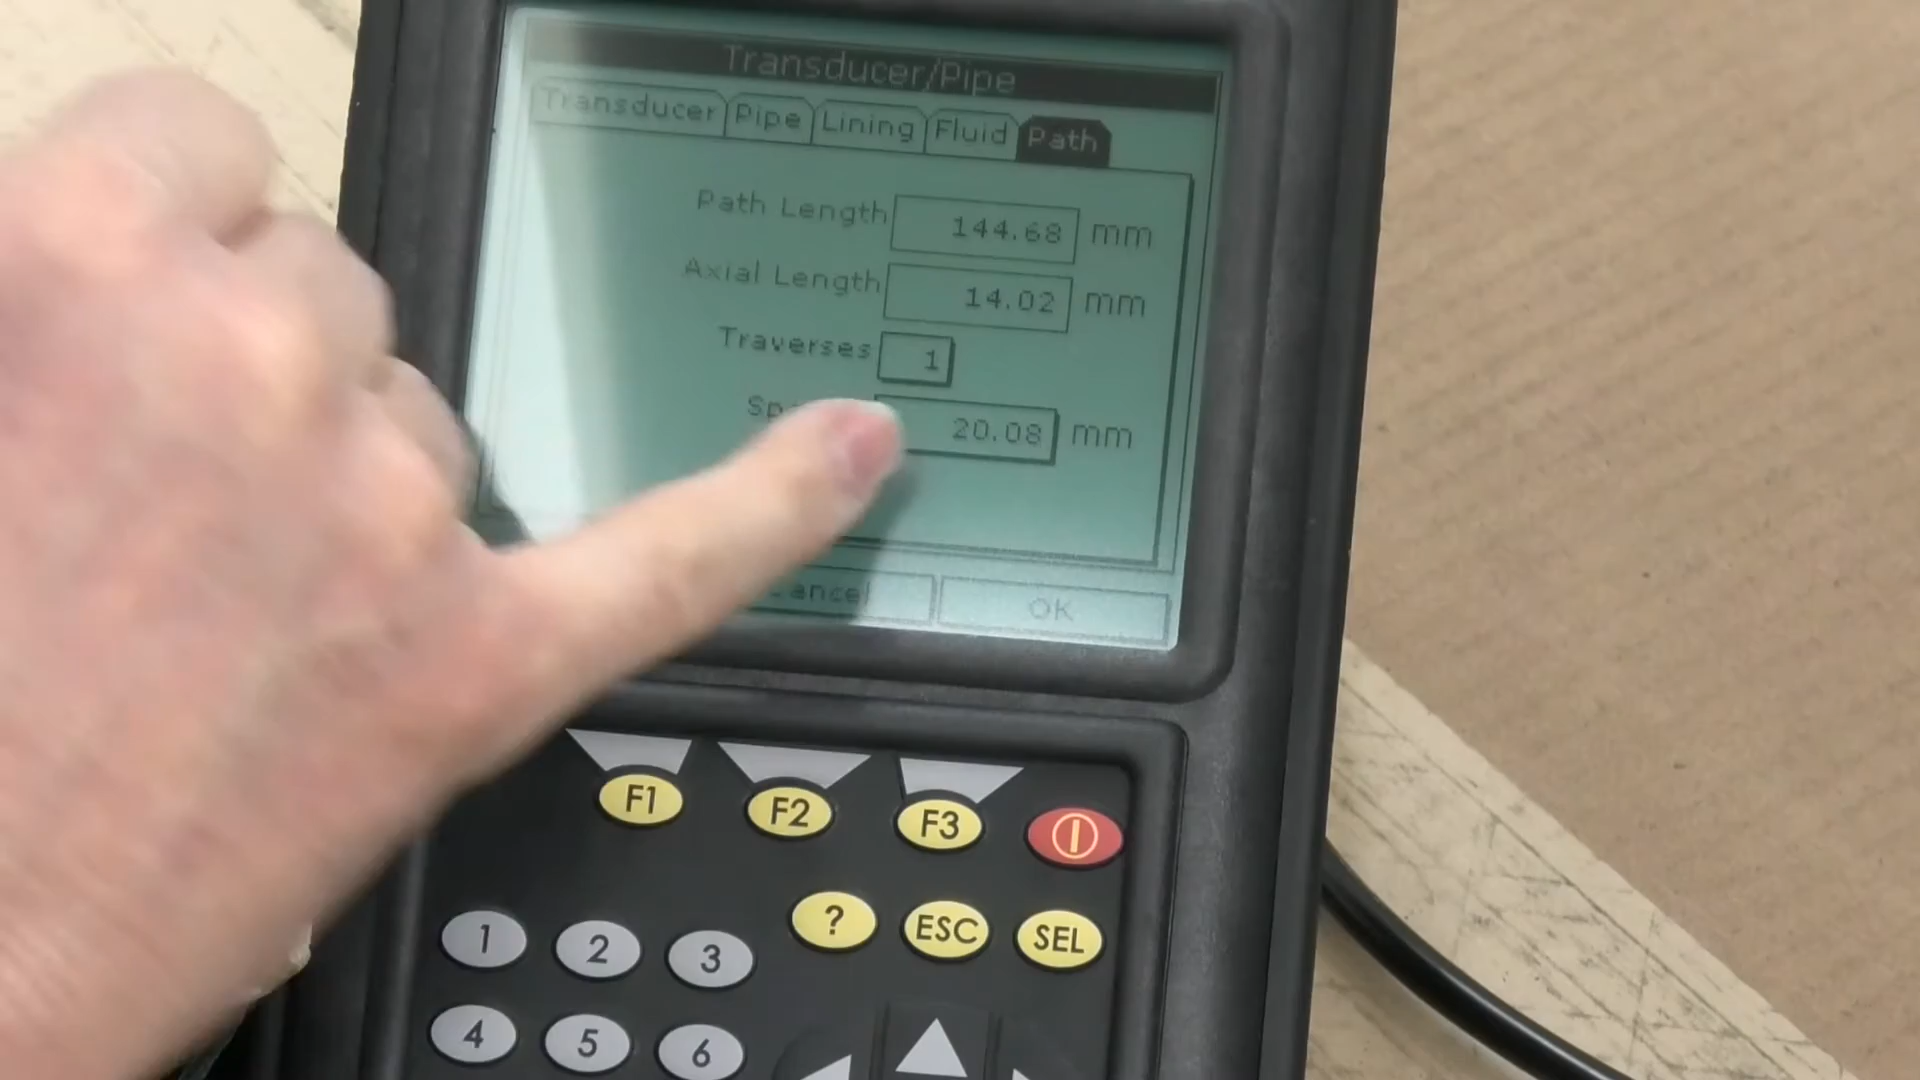 Transducer/Pipe
Transducer Pipe Lining Fluid Path
Path Length 144.68 mm
Axial Length 14.02 mm
Traverses 1
20.08 mm
Cancel OK
F1 F2 F3
? ESC SEL
1 2 3
4 5 6